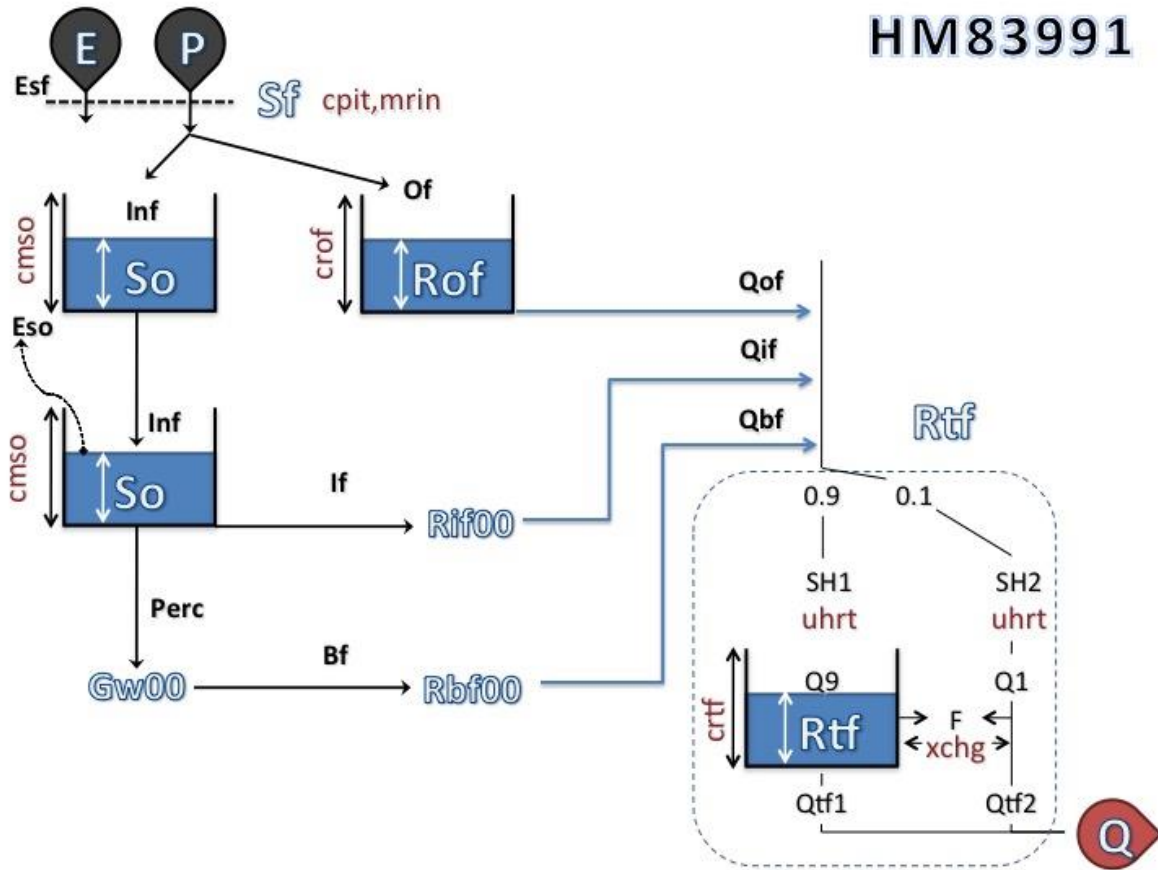 HM83991
E
P
Esf
Sf
cpit,mrin
Of
Inf
cmso
So
crof
Rof
Qof
Eso
Qif
Inf
Qbf
Rtf
cmso
So
If
Rif00
0.9
0.1
SH1
SH2
uhrt
uhrt
Perc
Bf
Gw00
Rbf00
Q9
Q1
crtf
Rtf
F
xchg
Qtf1
Qtf2
Q